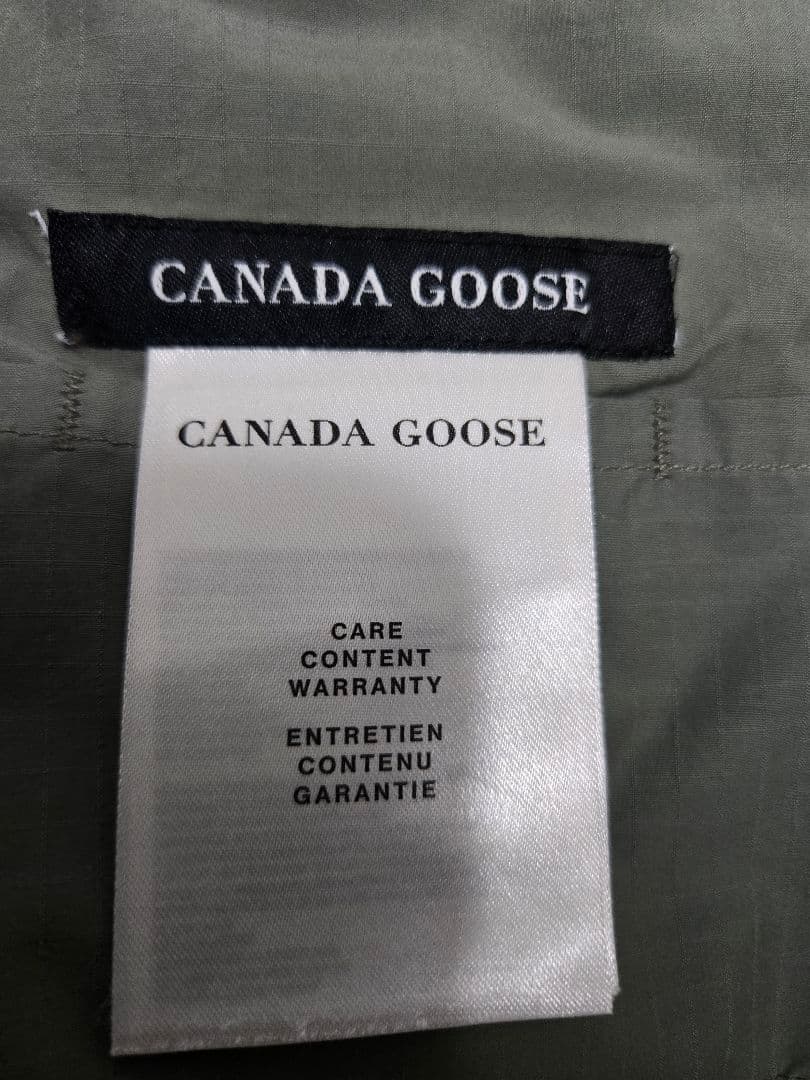 CANADA GOOSE
CANADA GOOSE
CARE
CONTENT
WARRANTY
ENTRETIEN
CONTENU
GARANTIE